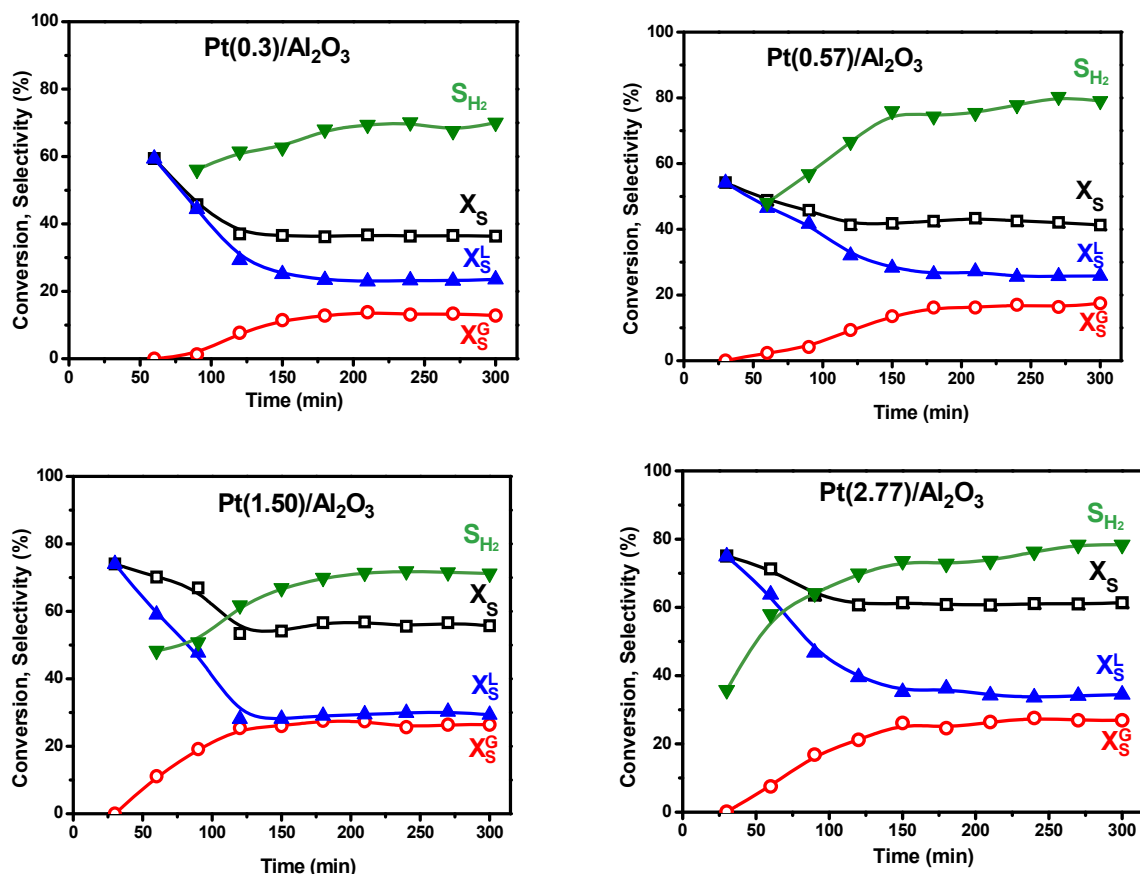 Pt(0.3)/Al₂O₃
Conversion, Selectivity (%)
100
80
60
40
20
0
S_H₂
X_S
X_S^L
X_S^G
0 50 100 150 200 250 300
Time (min)
Pt(0.57)/Al₂O₃
Conversion, Selectivity (%)
100
80
60
40
20
0
S_H₂
X_S
X_S^L
X_S^G
0 50 100 150 200 250 300
Time (min)
Pt(1.50)/Al₂O₃
Conversion, Selectivity (%)
100
80
60
40
20
0
S_H₂
X_S
X_S^L
X_S^G
0 50 100 150 200 250 300
Time (min)
Pt(2.77)/Al₂O₃
Conversion, Selectivity (%)
100
80
60
40
20
0
S_H₂
X_S
X_S^L
X_S^G
0 50 100 150 200 250 300
Time (min)